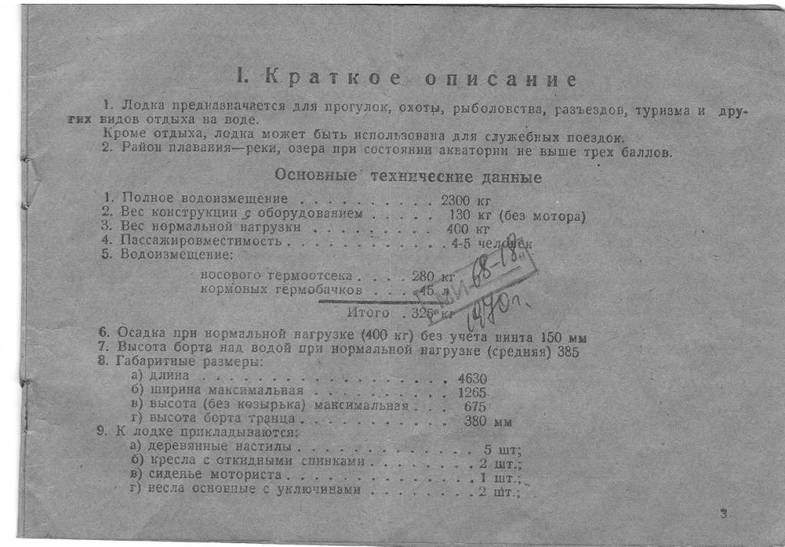 1. Краткое описание
1. Лодка предназначается для прогулок, охоты, рыболовства, разъездов, туризма и дру-
гих видов отдыха на воде.
Кроме отдыха, лодка может быть использована для служебных поездок.
2. Район плавания—реки, озера при состоянии акватории не выше трех баллов.
Основные технические данные
1. Полное водоизмещение . . . . . . . . . . 2300 кг
2. Вес конструкции с оборудованием . . . . . 130 кг (без мотора)
3. Вес нормальной нагрузки . . . . . . . . 400 кг
4. Пассажировместимость . . . . . . . . . . 4-5 человек
5. Водоизмещение:
носового гермоотсека . . . . 280 кг
кормовых гермобачков . . . 45 л
Итого . 325 кг
68-18
1970 г.
6. Осадка при нормальной нагрузке (400 кг) без учета винта 150 мм
7. Высота борта над водой при нормальной нагрузке (средняя) 385
8. Габаритные размеры:
а) длина . . . . . . . . . . . . . . . . . . 4630
б) ширина максимальная . . . . . . . . . . 1265
в) высота (без козырька) максимальная . . . 675
г) высота борта транца . . . . . . . . . . . 380 мм
9. К лодке прикладываются:
а) деревянные настилы . . . . . . . . . . . . . 5 шт;
б) кресла с откидными спинками . . . . . . . . 2 шт.;
в) сиденье моториста . . . . . . . . . . . . . 1 шт.;
г) весла основные с уключинами . . . . . . . . 2 шт.;
3